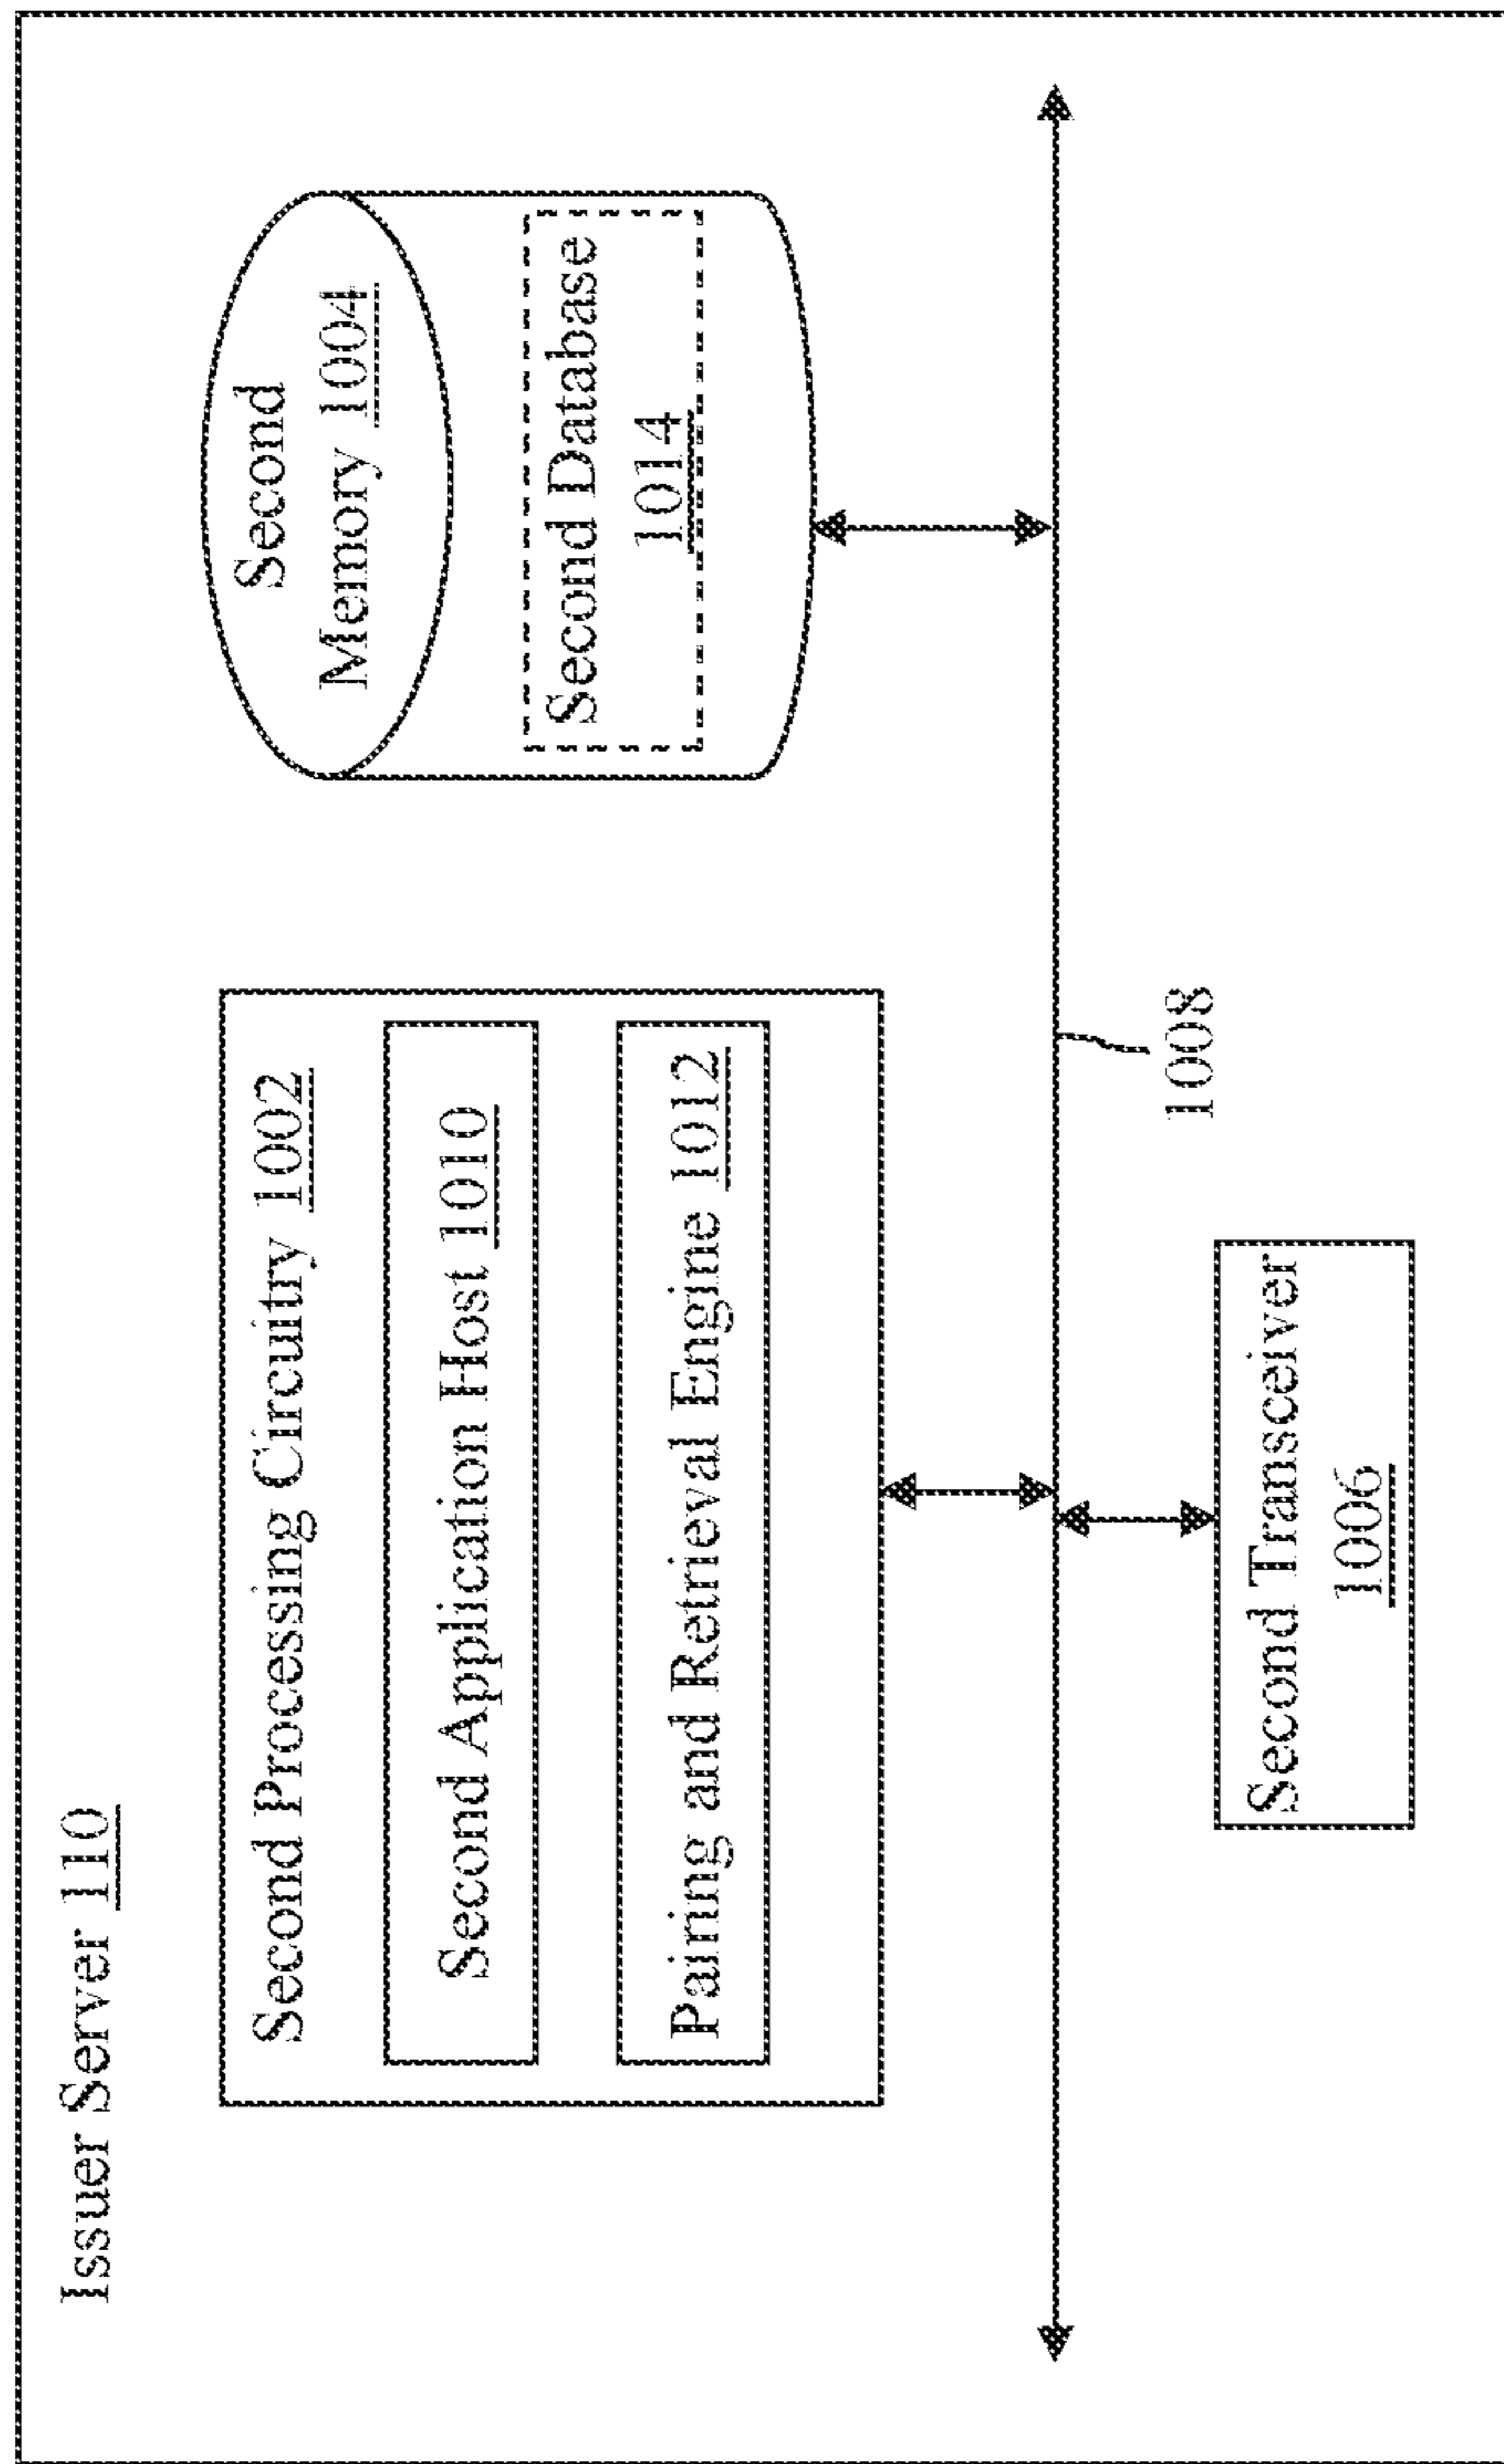 Issuer Server 110
Second Processing Circuitry 1002
Second Application Host 1010
Pairing and Retrieval Engine 1012
Second
Memory 1004
Second Database
1014
1008
Second Transceiver
1006